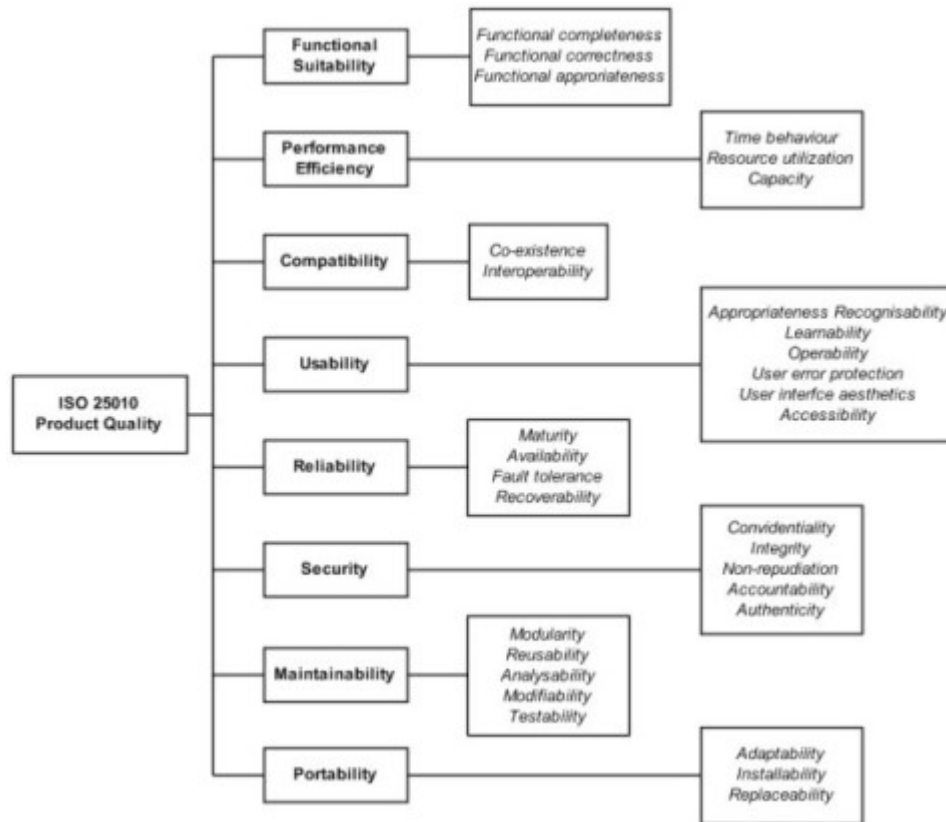 Functional
Suitability
Functional completeness
Functional correctness
Functional approriateness
Performance
Efficiency
Time behaviour
Resource utilization
Capacity
Compatibility
Co-existence
Interoperability
Usability
Appropriateness Recognisability
Learnability
Operability
User error protection
User interfce aesthetics
Accessibility
ISO 25010
Product Quality
Reliability
Maturity
Availability
Fault tolerance
Recoverability
Security
Convidentiality
Integrity
Non-repudiation
Accountability
Authenticity
Maintainability
Modularity
Reusability
Analysability
Modifiability
Testability
Portability
Adaptability
Installability
Replaceability